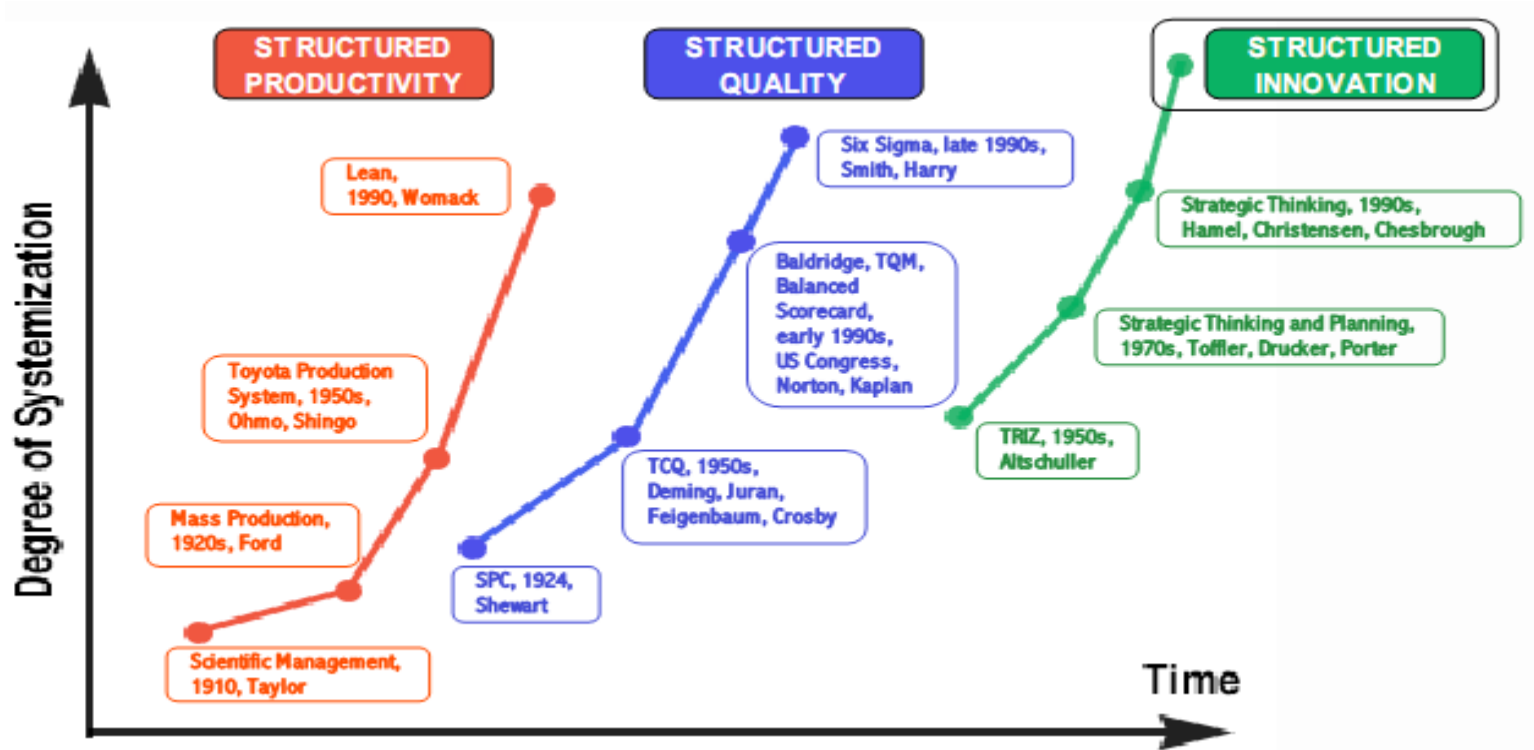 STRUCTURED
PRODUCTIVITY
STRUCTURED
QUALITY
STRUCTURED
INNOVATION
Lean,
1990, Womack
Toyota Production
System, 1950s,
Ohmo, Shingo
Mass Production,
1920s, Ford
Scientific Management,
1910, Taylor
Six Sigma, late 1990s,
Smith, Harry
Baldridge, TQM,
Balanced
Scorecard,
early 1990s,
US Congress,
Norton, Kaplan
TCQ, 1950s,
Deming, Juran,
Feigenbaum, Crosby
SPC, 1924,
Shewart
Strategic Thinking, 1990s,
Hamel, Christensen, Chesbrough
Strategic Thinking and Planning,
1970s, Toffler, Drucker, Porter
TRIZ, 1950s,
Altschuller
Degree of Systemization
Time